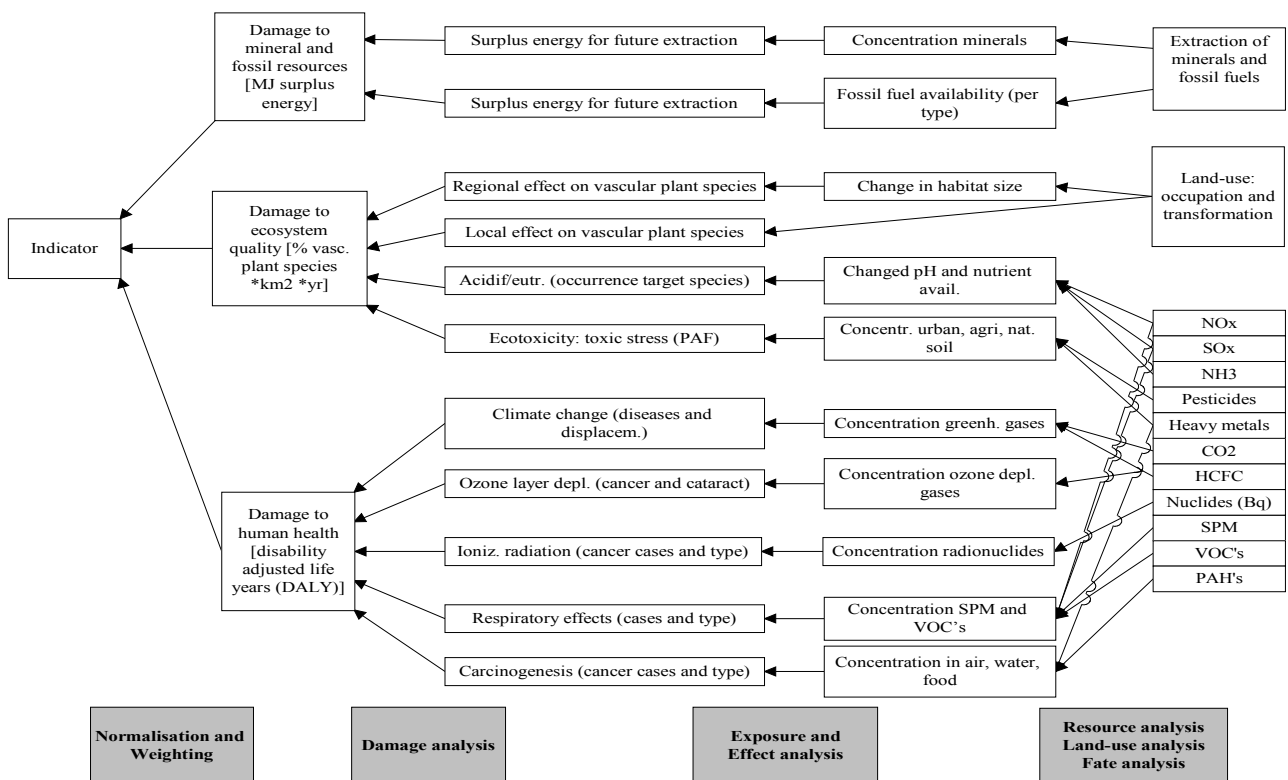 Damage to
mineral and
fossil resources
[MJ surplus
energy]
Surplus energy for future extraction
Concentration minerals
Extraction of
minerals and
fossil fuels
Surplus energy for future extraction
Fossil fuel availability (per
type)
Indicator
Damage to
ecosystem
quality [% vasc.
plant species
*km2 *yr]
Regional effect on vascular plant species
Change in habitat size
Land-use:
occupation and
transformation
Local effect on vascular plant species
Acidif/eutr. (occurrence target species)
Changed pH and nutrient
avail.
Ecotoxicity: toxic stress (PAF)
Concentr. urban, agri, nat.
soil
NOx
SOx
NH3
Pesticides
Heavy metals
CO2
HCFC
Nuclides (Bq)
SPM
VOC's
PAH's
Damage to
human health
[disability
adjusted life
years (DALY)]
Climate change (diseases and
displacem.)
Concentration greenh. gases
Ozone layer depl. (cancer and cataract)
Concentration ozone depl.
gases
Ioniz. radiation (cancer cases and type)
Concentration radionuclides
Respiratory effects (cases and type)
Concentration SPM and
VOC’s
Carcinogenesis (cancer cases and type)
Concentration in air, water,
food
Normalisation and
Weighting
Damage analysis
Exposure and
Effect analysis
Resource analysis
Land-use analysis
Fate analysis